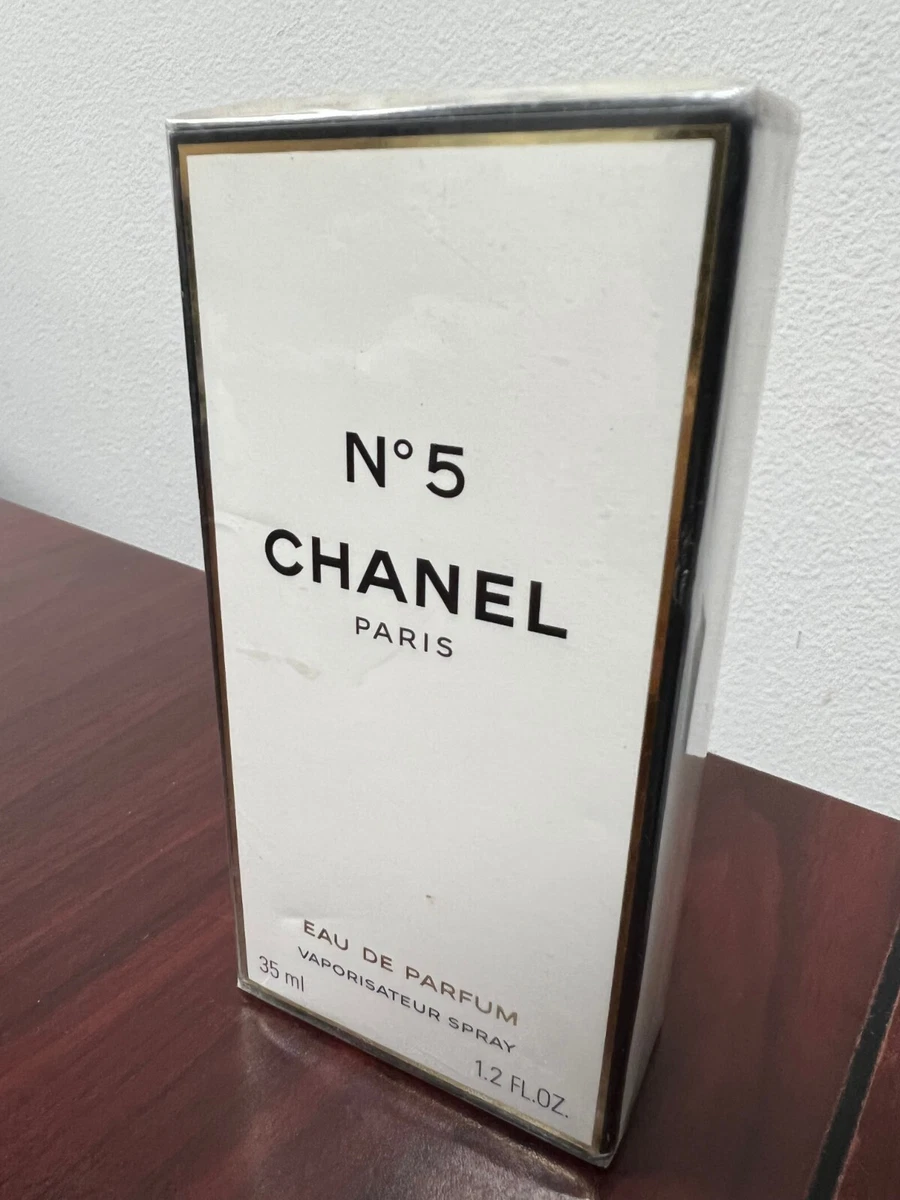 N°5
CHANEL
PARIS
EAU DE PARFUM
VAPORISATEUR SPRAY
35 ml
1.2 FL.OZ.